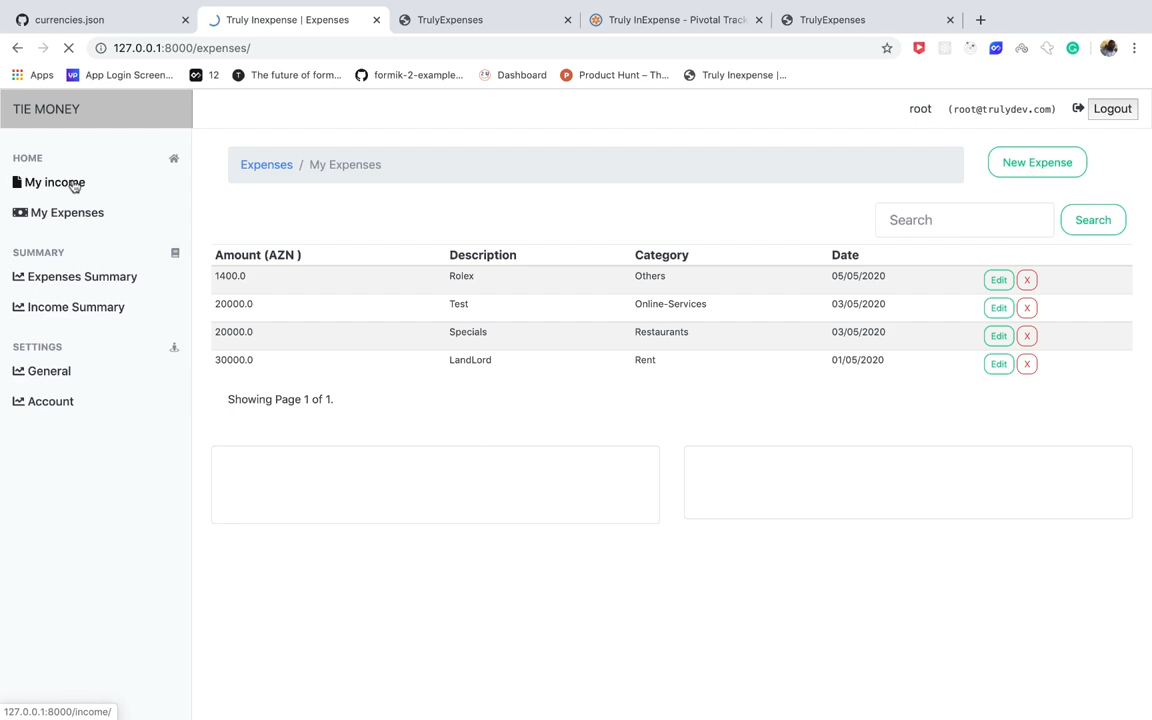 currencies.json
Truly Inexpense | Expenses
TrulyExpenses
Truly InExpense - Pivotal Track
TrulyExpenses
127.0.0.1:8000/expenses/
Apps
App Login Screen...
12
The future of form...
formik-2-example...
Dashboard
Product Hunt – Th...
Truly Inexpense |...
TIE MONEY
root (root@trulydev.com) Logout
HOME
My income
My Expenses
SUMMARY
Expenses Summary
Income Summary
SETTINGS
General
Account
Expenses / My Expenses
New Expense
Search
Search
Amount (AZN ) Description Category Date
1400.0 Rolex Others 05/05/2020 Edit X
20000.0 Test Online-Services 03/05/2020 Edit X
20000.0 Specials Restaurants 03/05/2020 Edit X
30000.0 LandLord Rent 01/05/2020 Edit X
Showing Page 1 of 1.
127.0.0.1:8000/income/